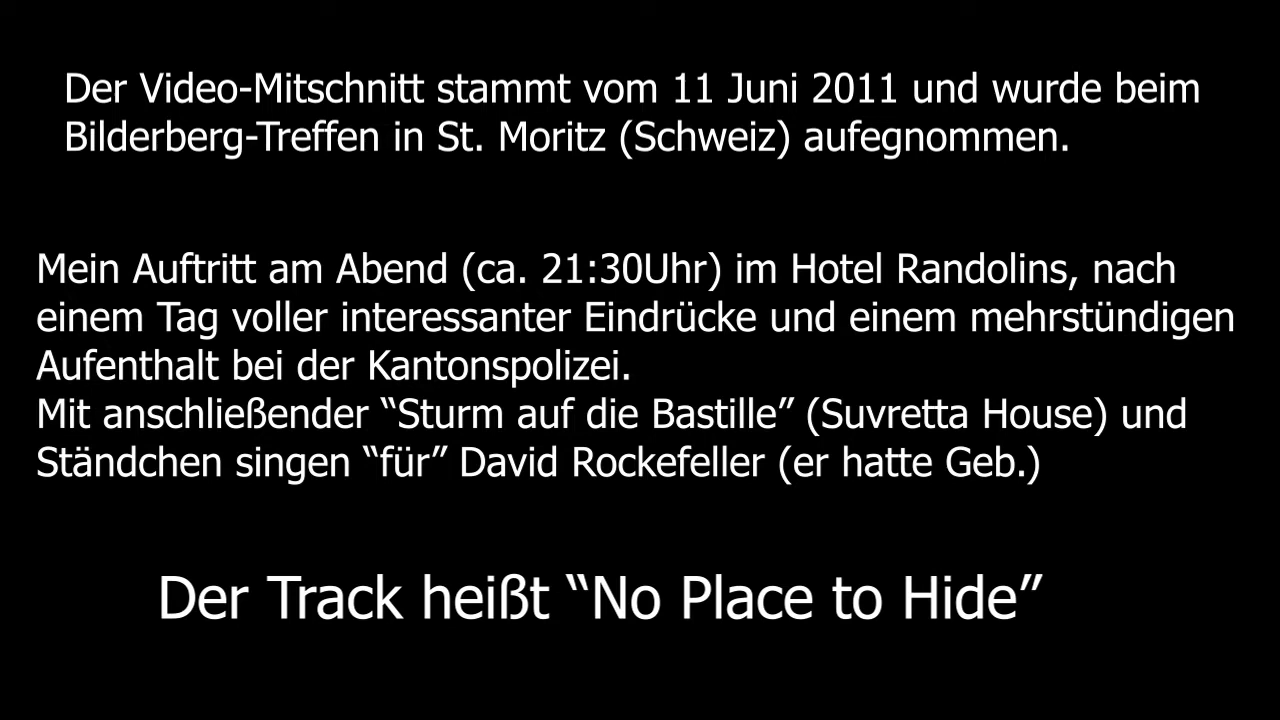 Der Video-Mitschnitt stammt vom 11 Juni 2011 und wurde beim
Bilderberg-Treffen in St. Moritz (Schweiz) aufegnommen.
Mein Auftritt am Abend (ca. 21:30Uhr) im Hotel Randolins, nach
einem Tag voller interessanter Eindrücke und einem mehrstündigen
Aufenthalt bei der Kantonspolizei.
Mit anschließender “Sturm auf die Bastille” (Suvretta House) und
Ständchen singen “für” David Rockefeller (er hatte Geb.)
Der Track heißt “No Place to Hide”